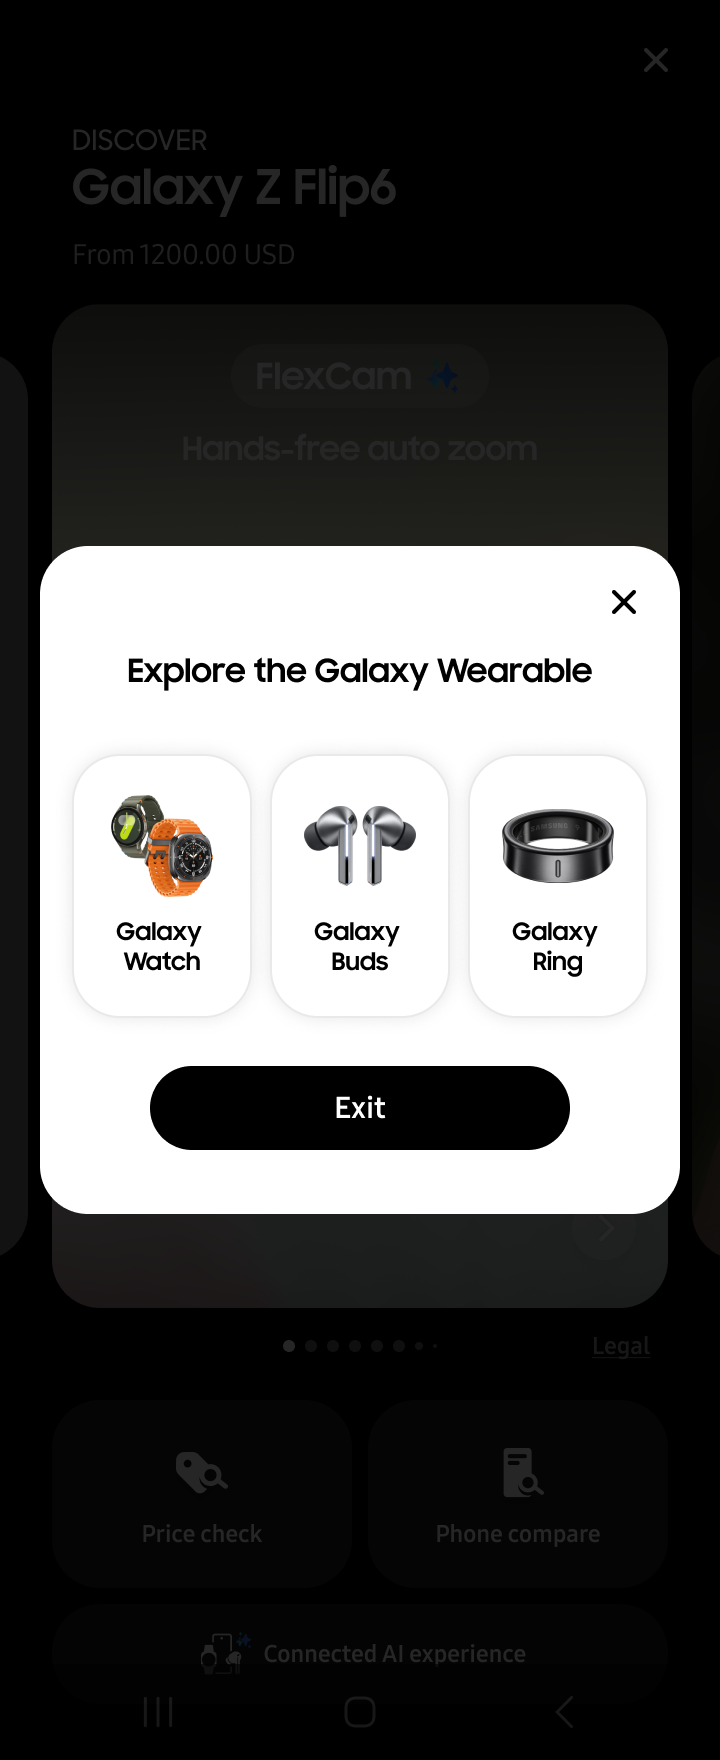 DISCOVER
Galaxy Z Flip6
From 1200.00 USD
FlexCam
Hands-free auto zoom
Explore the Galaxy Wearable
Galaxy
Watch
Galaxy
Buds
SAMSUNG
Galaxy
Ring
Exit
Legal
Price check
Phone compare
Connected AI experience